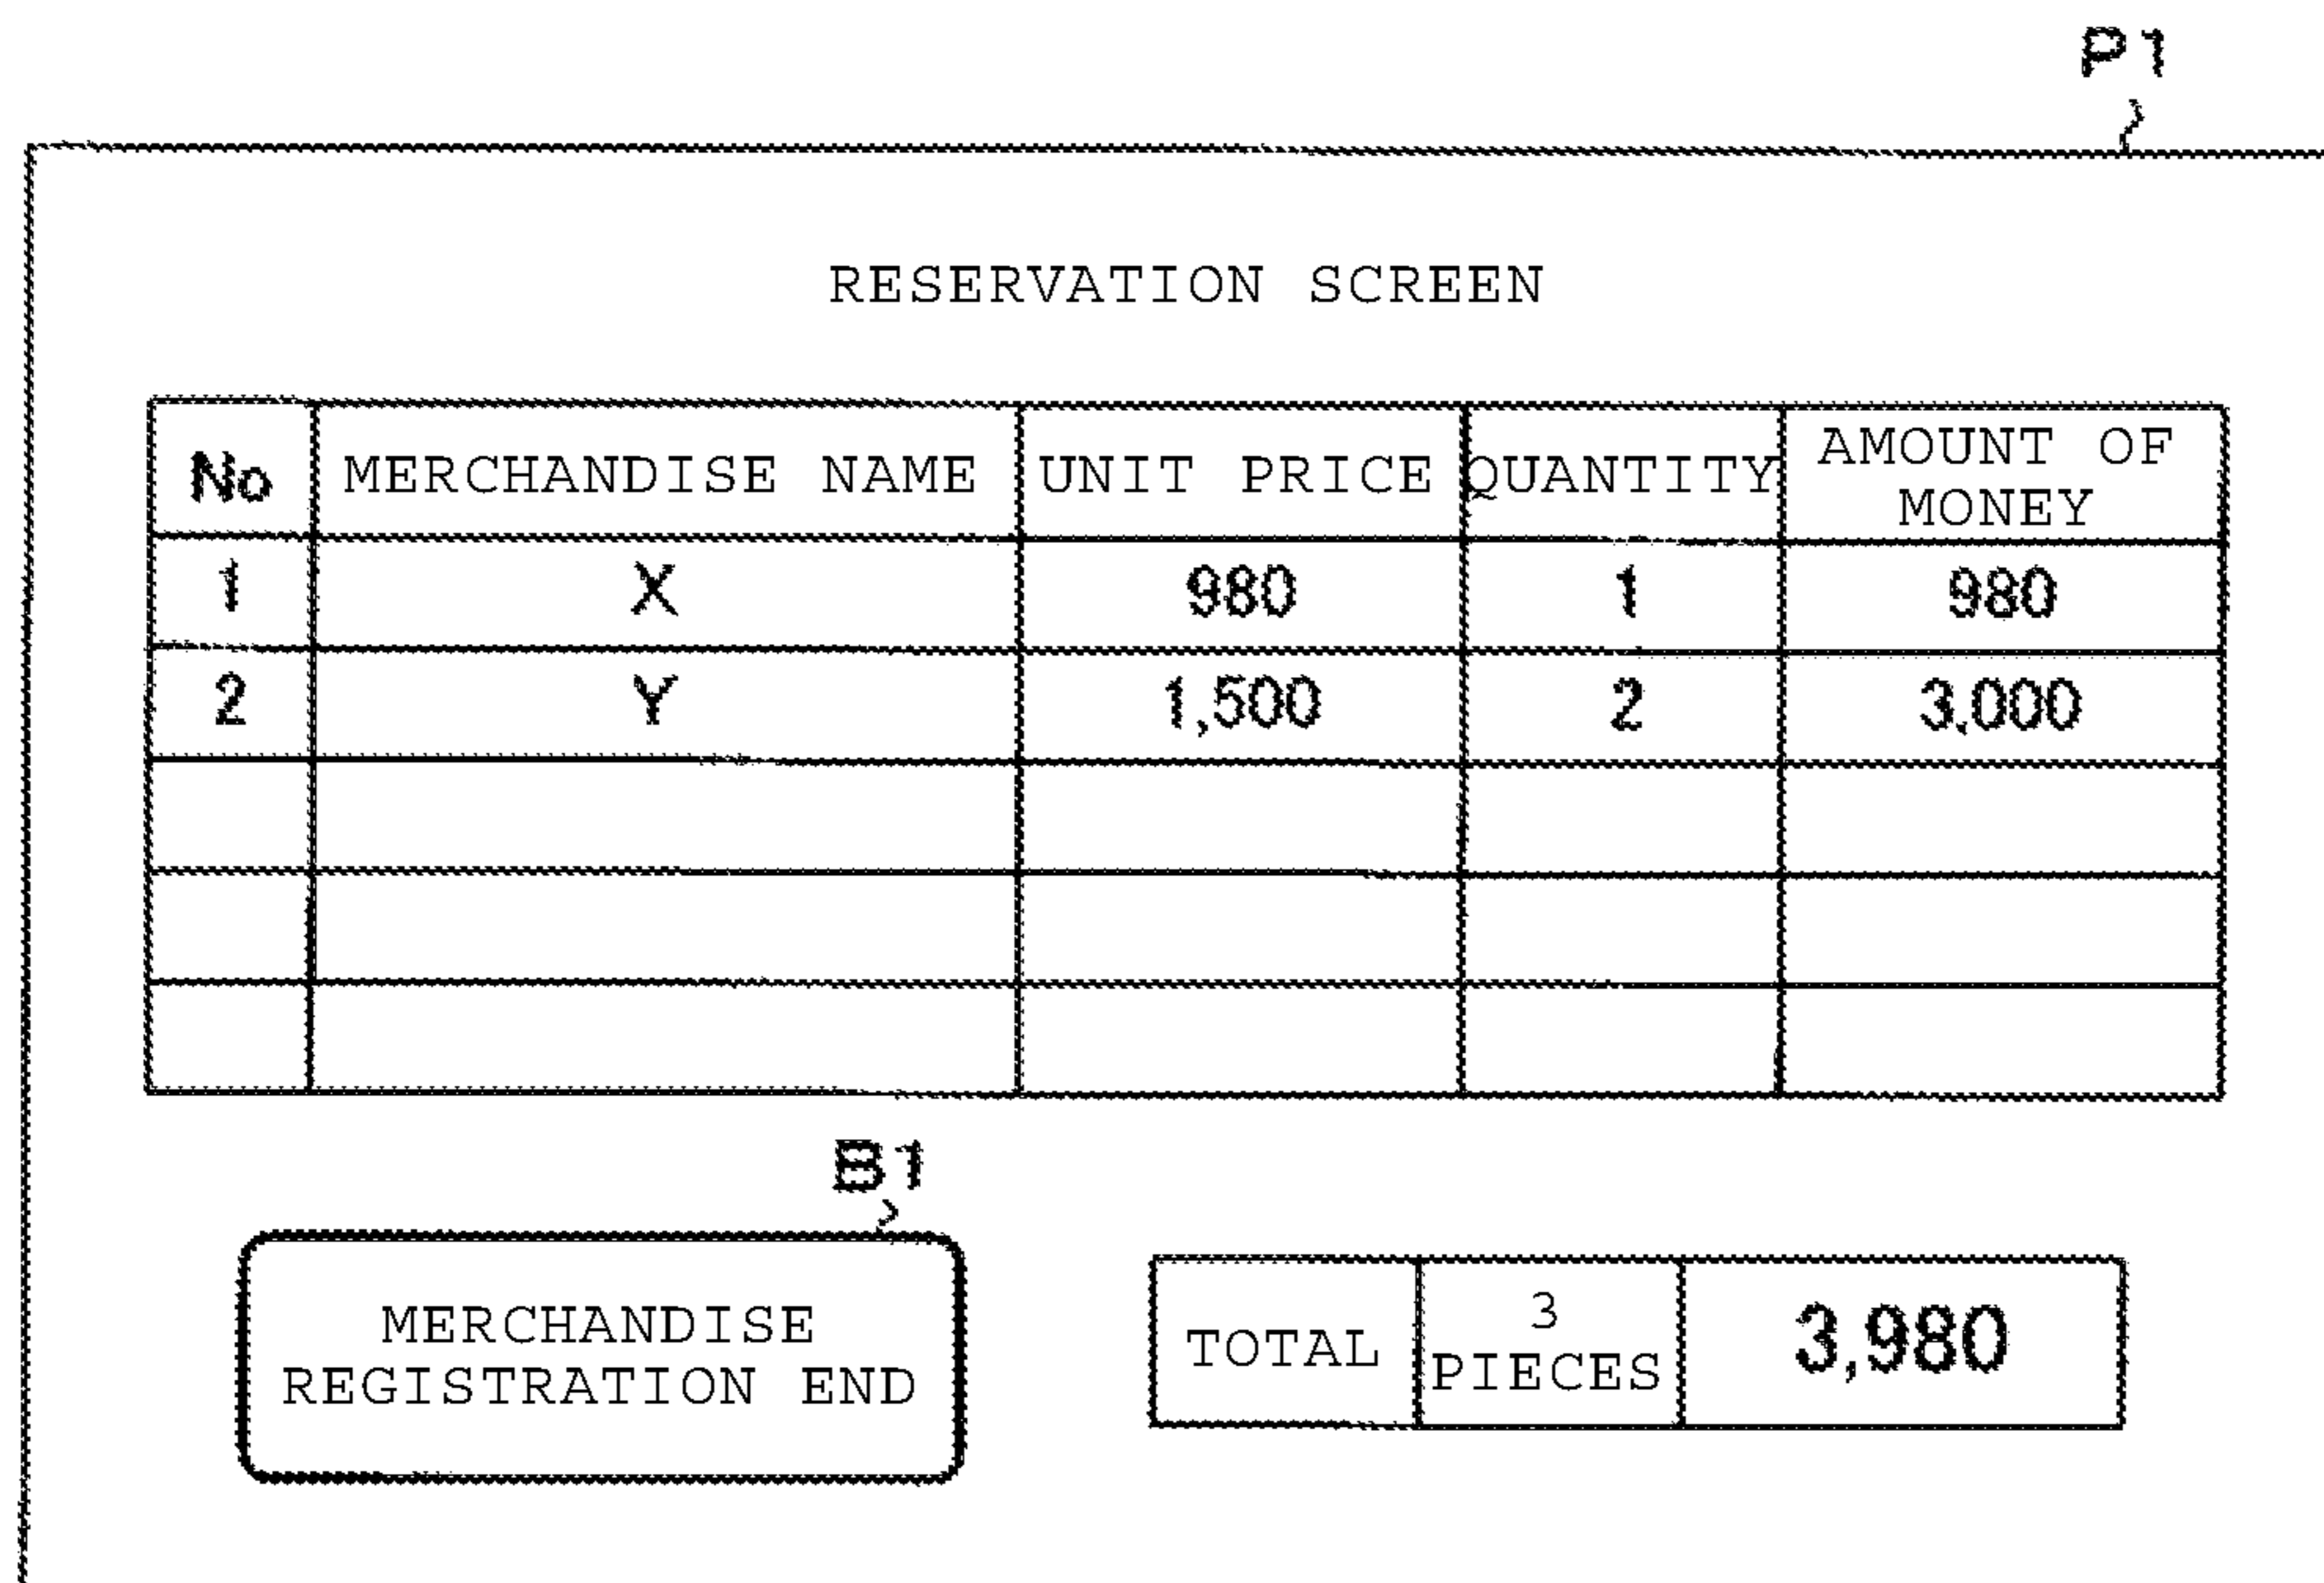 P1
RESERVATION SCREEN
No MERCHANDISE NAME UNIT PRICE QUANTITY AMOUNT OF MONEY
1 X 980 1 980
2 Y 1,500 2 3,000
B1
MERCHANDISE
REGISTRATION END
TOTAL 3 PIECES 3,980